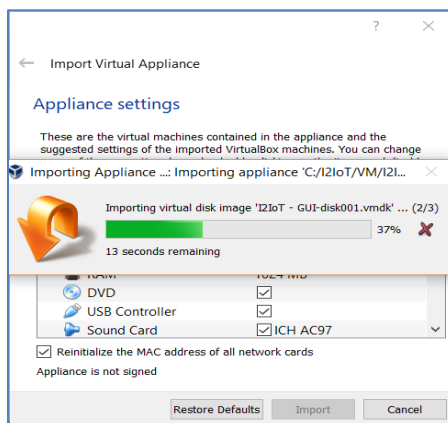 ?
Import Virtual Appliance
Appliance settings
These are the virtual machines contained in the appliance and the
suggested settings of the imported VirtualBox machines. You can change
Importing Appliance ...: Importing appliance 'C:/I2IoT/VM/I2I...
Importing virtual disk image 'I2IoT - GUI-disk001.vmdk' ... (2/3)
37%
13 seconds remaining
RAM 1024 MB
DVD
USB Controller
Sound Card ICH AC97
Reinitialize the MAC address of all network cards
Appliance is not signed
Restore Defaults Import Cancel